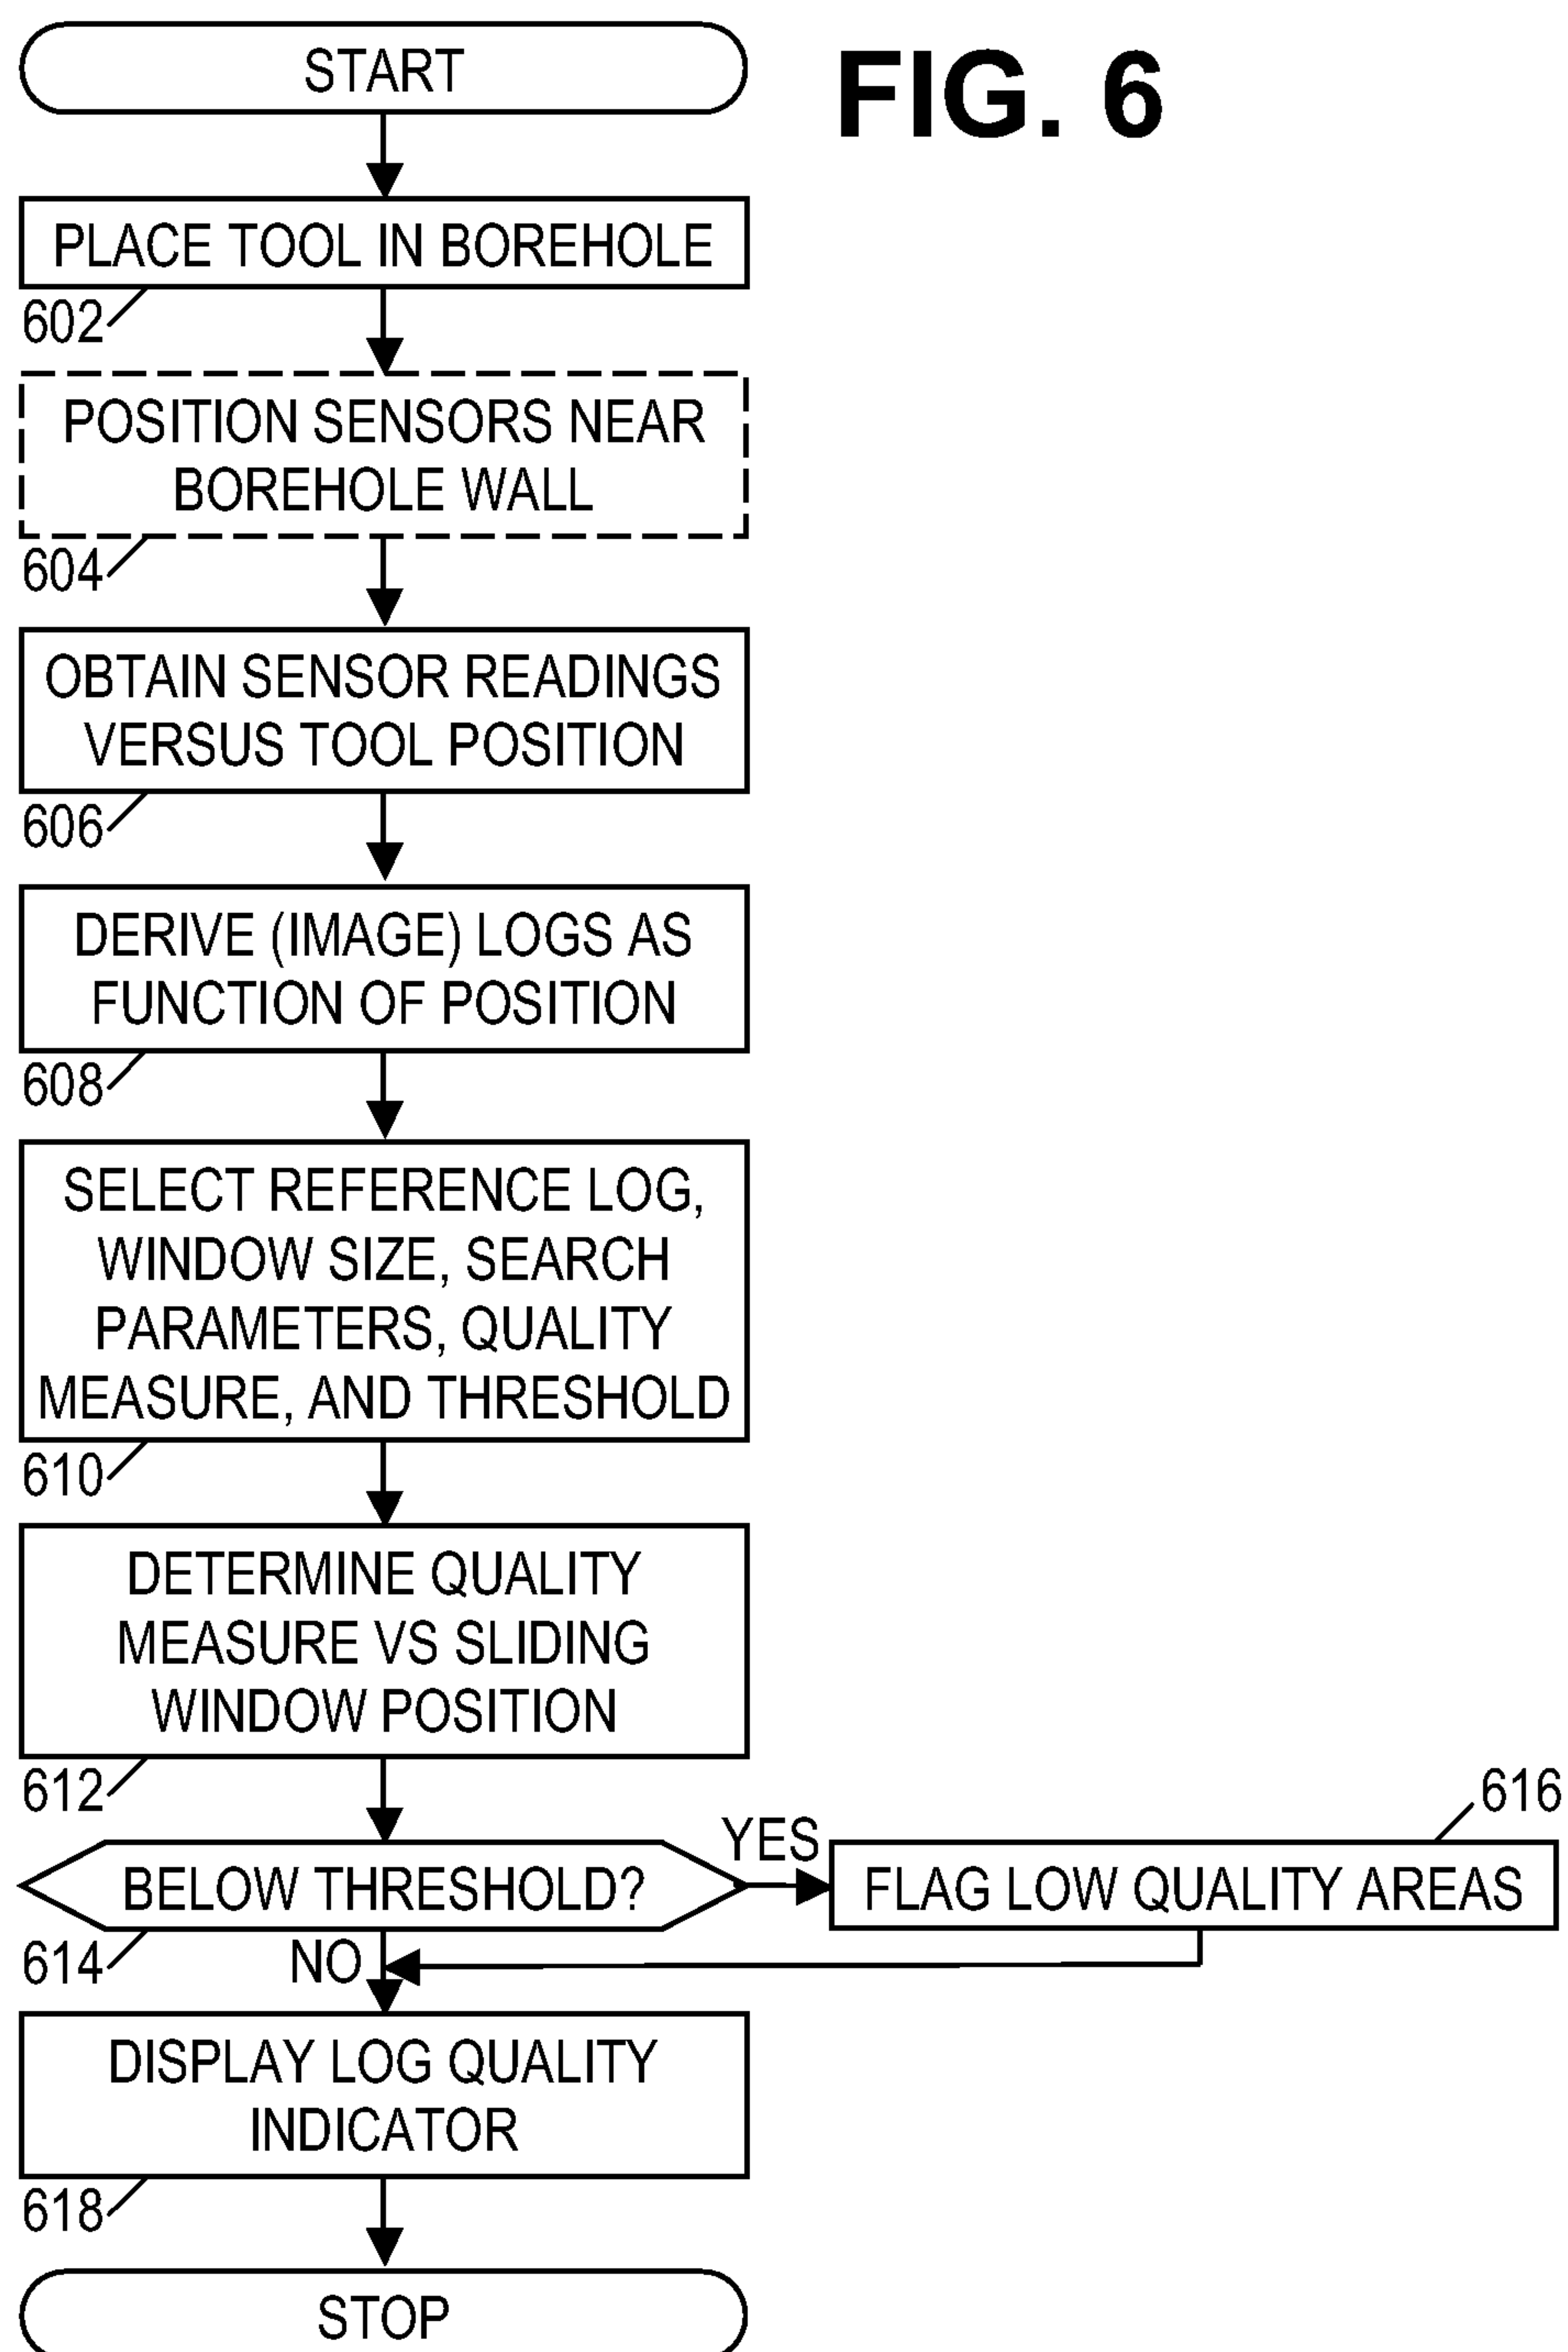 FIG. 6
START
PLACE TOOL IN BOREHOLE
602
POSITION SENSORS NEAR
BOREHOLE WALL
604
OBTAIN SENSOR READINGS
VERSUS TOOL POSITION
606
DERIVE (IMAGE) LOGS AS
FUNCTION OF POSITION
608
SELECT REFERENCE LOG,
WINDOW SIZE, SEARCH
PARAMETERS, QUALITY
MEASURE, AND THRESHOLD
610
DETERMINE QUALITY
MEASURE VS SLIDING
WINDOW POSITION
612
BELOW THRESHOLD?
614
YES
616
FLAG LOW QUALITY AREAS
NO
DISPLAY LOG QUALITY
INDICATOR
618
STOP